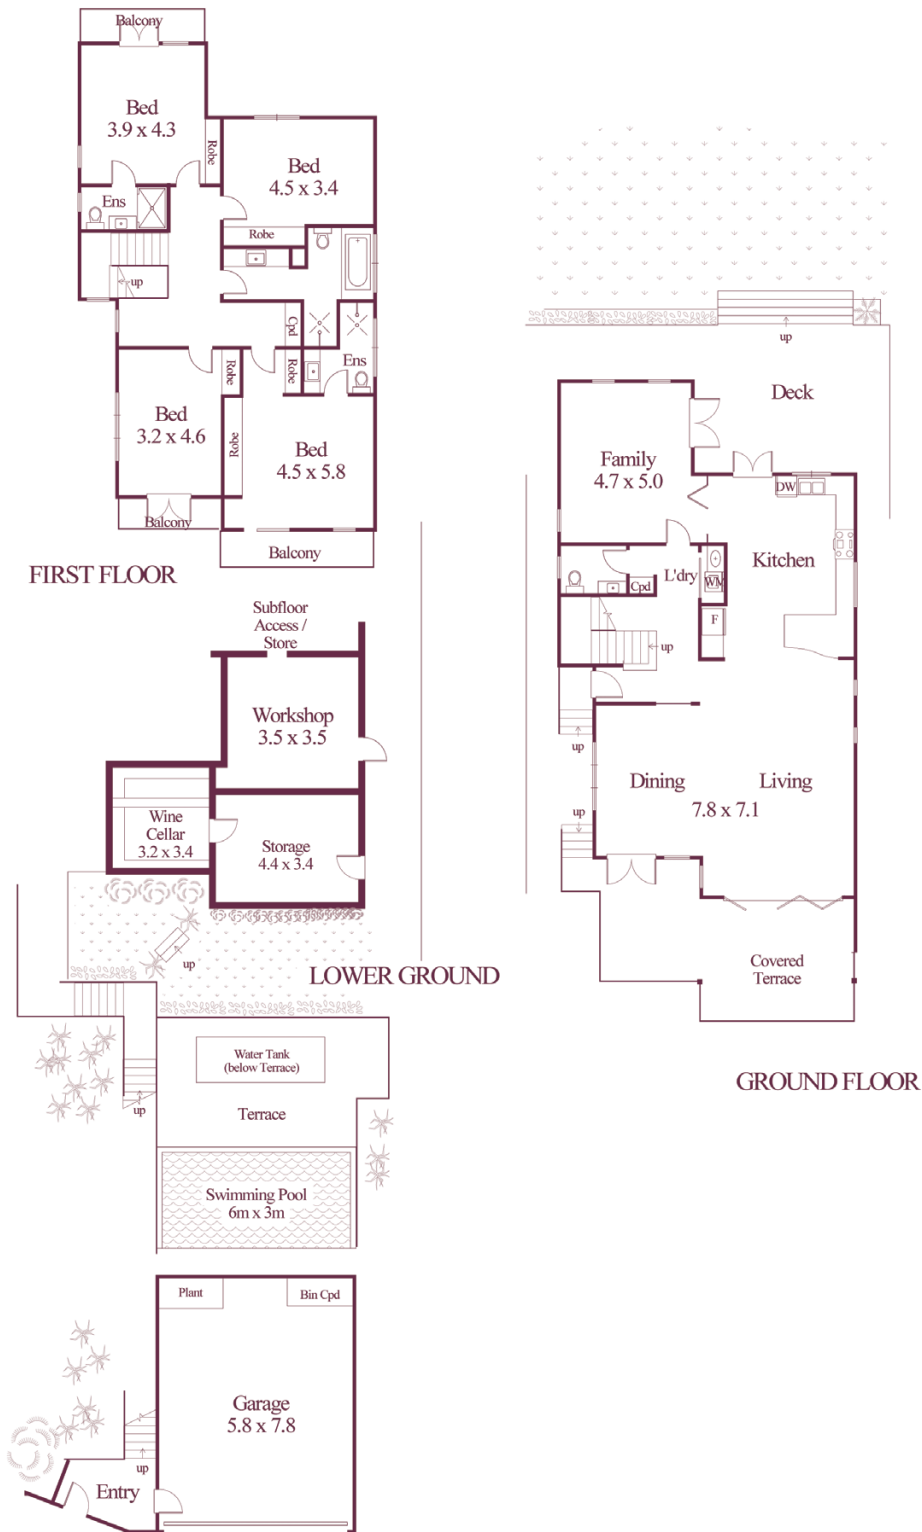 Balcony
Bed
3.9 x 4.3
Robe
Bed
4.5 x 3.4
Ens
Robe
up
Cpd
Ens
Robe
Robe
Bed
3.2 x 4.6
Robe
Bed
4.5 x 5.8
Balcony
Balcony
FIRST FLOOR
up
Deck
Family
4.7 x 5.0
DW
Kitchen
L'dry
WM
Cpd
F
up
up
Dining
Living
7.8 x 7.1
up
Covered
Terrace
GROUND FLOOR
Subfloor
Access /
Store
Workshop
3.5 x 3.5
Wine
Cellar
3.2 x 3.4
Storage
4.4 x 3.4
up
LOWER GROUND
Water Tank
(below Terrace)
up
Terrace
Swimming Pool
6m x 3m
Plant
Bin Cpd
Garage
5.8 x 7.8
up
Entry